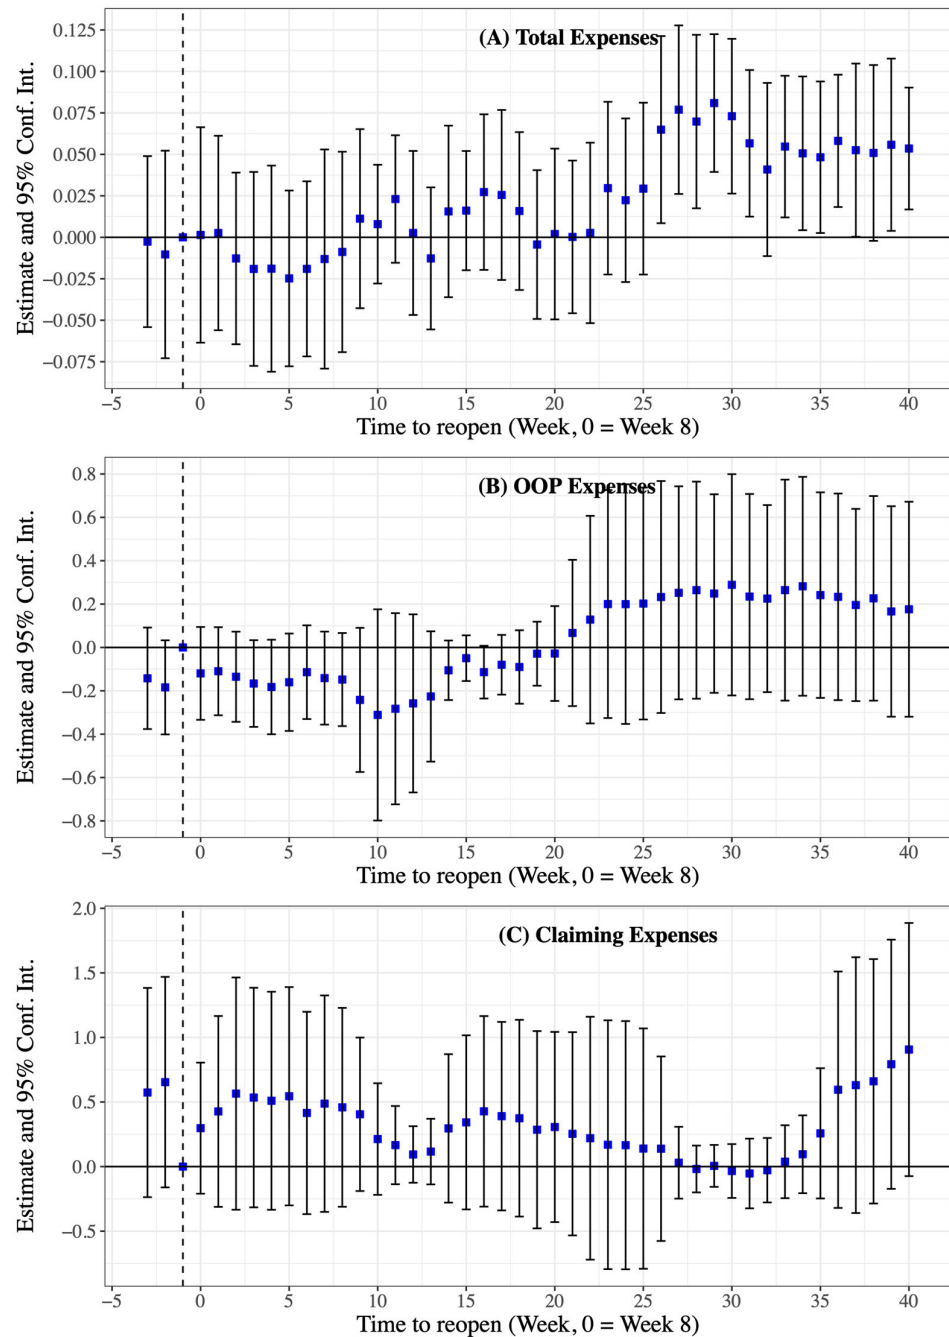 (A) Total Expenses
Estimate and 95% Conf. Int.
0.125
0.100
0.075
0.050
0.025
0.000
−0.025
−0.050
−0.075
−5 0 5 10 15 20 25 30 35 40
Time to reopen (Week, 0 = Week 8)
(B) OOP Expenses
Estimate and 95% Conf. Int.
0.8
0.6
0.4
0.2
0.0
−0.2
−0.4
−0.6
−0.8
−5 0 5 10 15 20 25 30 35 40
Time to reopen (Week, 0 = Week 8)
(C) Claiming Expenses
Estimate and 95% Conf. Int.
2.0
1.5
1.0
0.5
0.0
−0.5
−5 0 5 10 15 20 25 30 35 40
Time to reopen (Week, 0 = Week 8)